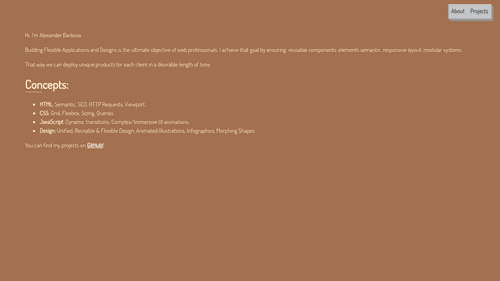 About Projects
Hi, I'm Alexander Barbosa
Building Flexible Applications and Designs is the ultimate objective of web professionals. I achieve that goal by ensuring: reusable components, elements semantic, responsive layout, modular systems.
That way we can deploy unique products for each client in a desirable length of time.
Concepts:
HTML: Semantic, SEO, HTTP Requests, Viewport
CSS: Grid, Flexbox, Sizing, Queries.
JavaScript: Dynamic transitions, Complex/Immersive UI animations.
Design: Unified, Reusable & Flexible Design; Animated Illustrations, Infographics, Morphing Shapes
You can find my projects on GitHub!